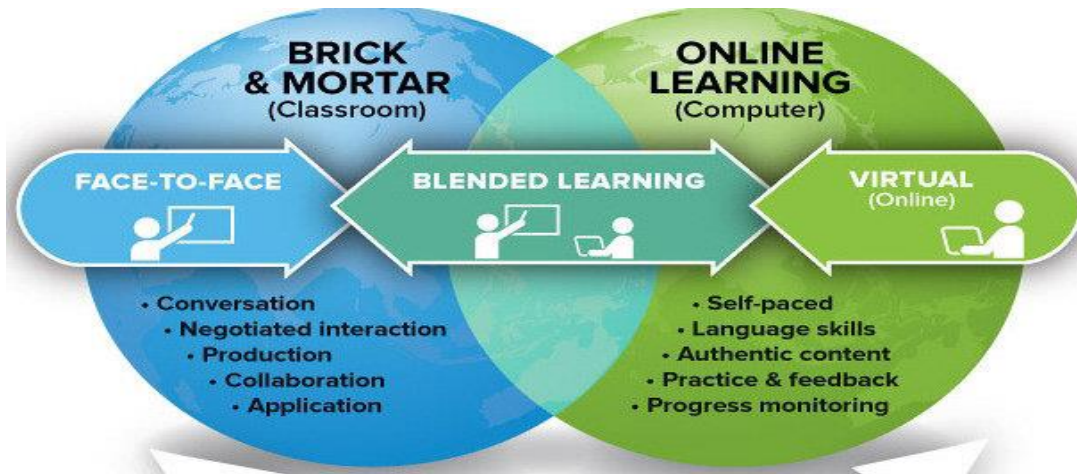 BRICK
& MORTAR
(Classroom)
ONLINE
LEARNING
(Computer)
FACE-TO-FACE
BLENDED LEARNING
VIRTUAL
(Online)
• Conversation
• Negotiated interaction
• Production
• Collaboration
• Application
• Self-paced
• Language skills
• Authentic content
• Practice & feedback
• Progress monitoring